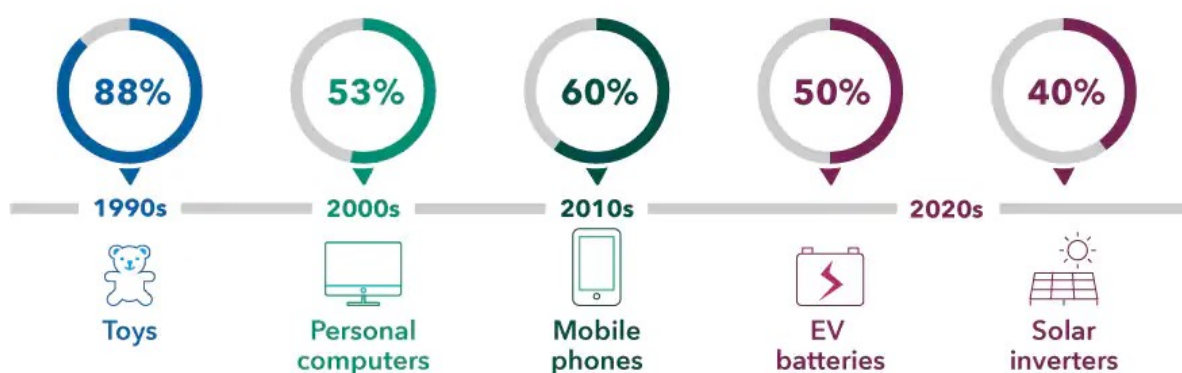 88%
53%
60%
50%
40%
1990s
2000s
2010s
2020s
Toys
Personal
computers
Mobile
phones
EV
batteries
Solar
inverters